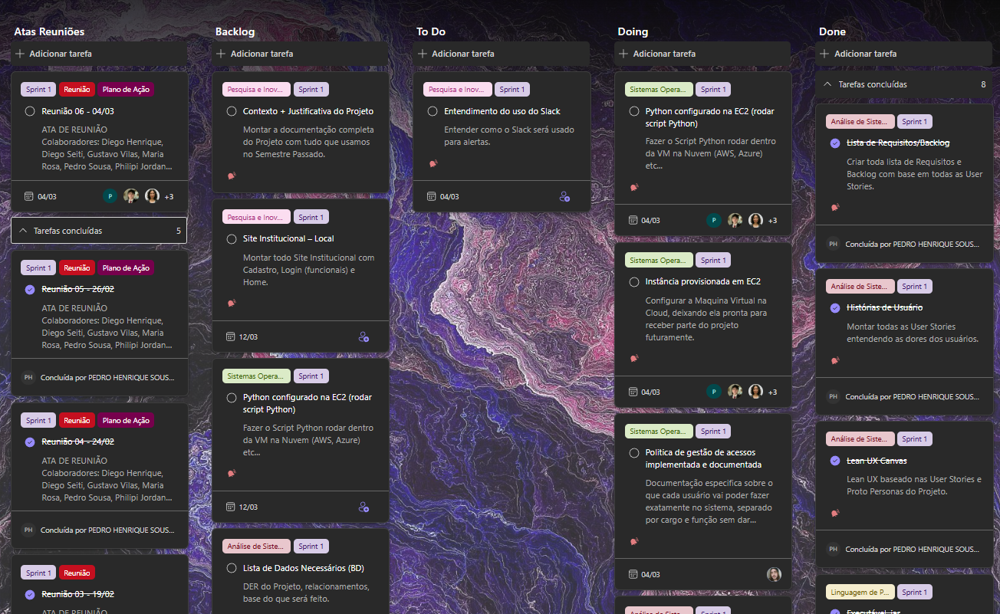 Atas Reuniões
Adicionar tarefa
Sprint 1 Reunião Plano de Ação
Reunião 06 - 04/03
ATA DE REUNIÃO
Colaboradores: Diego Henrique,
Diego Seiti, Gustavo Vilas, Maria
Rosa, Pedro Sousa, Philipi Jordan...
04/03 P +3
Tarefas concluídas 5
Sprint 1 Reunião Plano de Ação
Reunião 05 - 26/02
ATA DE REUNIÃO
Colaboradores: Diego Henrique,
Diego Seiti, Gustavo Vilas, Maria
Rosa, Pedro Sousa, Philipi Jordan...
PH Concluída por PEDRO HENRIQUE SOUS...
Sprint 1 Reunião Plano de Ação
Reunião 04 - 24/02
ATA DE REUNIÃO
Colaboradores: Diego Henrique,
Diego Seiti, Gustavo Vilas, Maria
Rosa, Pedro Sousa, Philipi Jordan...
PH Concluída por PEDRO HENRIQUE SOUS...
Sprint 1 Reunião
Reunião 03 - 19/02
ATA DE REUNIÃO
Backlog
Adicionar tarefa
Pesquisa e Inov... Sprint 1
Contexto + Justificativa do Projeto
Montar a documentação completa
do Projeto com tudo que usamos
no Semestre Passado.
Pesquisa e Inov... Sprint 1
Site Institucional – Local
Montar todo Site Institucional com
Cadastro, Login (funcionais) e
Home.
12/03
Sistemas Opera... Sprint 1
Python configurado na EC2 (rodar
script Python)
Fazer o Script Python rodar dentro
da VM na Nuvem (AWS, Azure)
etc...
12/03
Análise de Siste... Sprint 1
Lista de Dados Necessários (BD)
DER do Projeto, relacionamentos,
base do que será feito.
To Do
Adicionar tarefa
Pesquisa e Inov... Sprint 1
Entendimento do uso do Slack
Entender como o Slack será usado
para alertas.
04/03
Doing
Adicionar tarefa
Sistemas Opera... Sprint 1
Python configurado na EC2 (rodar
script Python)
Fazer o Script Python rodar dentro
da VM na Nuvem (AWS, Azure)
etc...
04/03 P +3
Sistemas Opera... Sprint 1
Instância provisionada em EC2
Configurar a Maquina Virtual na
Cloud, deixando ela pronta para
receber parte do projeto
futuramente.
04/03 P +3
Sistemas Opera... Sprint 1
Politica de gestão de acessos
implementada e documentada
Documentação especifica sobre o
que cada usuário vai poder fazer
exatamente no sistema, separado
por cargo e função sem dar...
04/03
Análise de Siste... Sprint 1
Done
Adicionar tarefa
Tarefas concluídas 8
Análise de Siste... Sprint 1
Lista de Requisitos/Backlog
Criar toda lista de Requisitos e
Backlog com base em todas as User
Stories.
PH Concluída por PEDRO HENRIQUE SOUS...
Análise de Siste... Sprint 1
Histórias de Usuário
Montar todas as User Stories
entendendo as dores dos usuários.
PH Concluída por PEDRO HENRIQUE SOUS...
Análise de Siste... Sprint 1
Lean UX Canvas
Lean UX baseado nas User Stories e
Proto Personas do Projeto.
PH Concluída por PEDRO HENRIQUE SOUS...
Linguagem de P... Sprint 1
Executável .jar